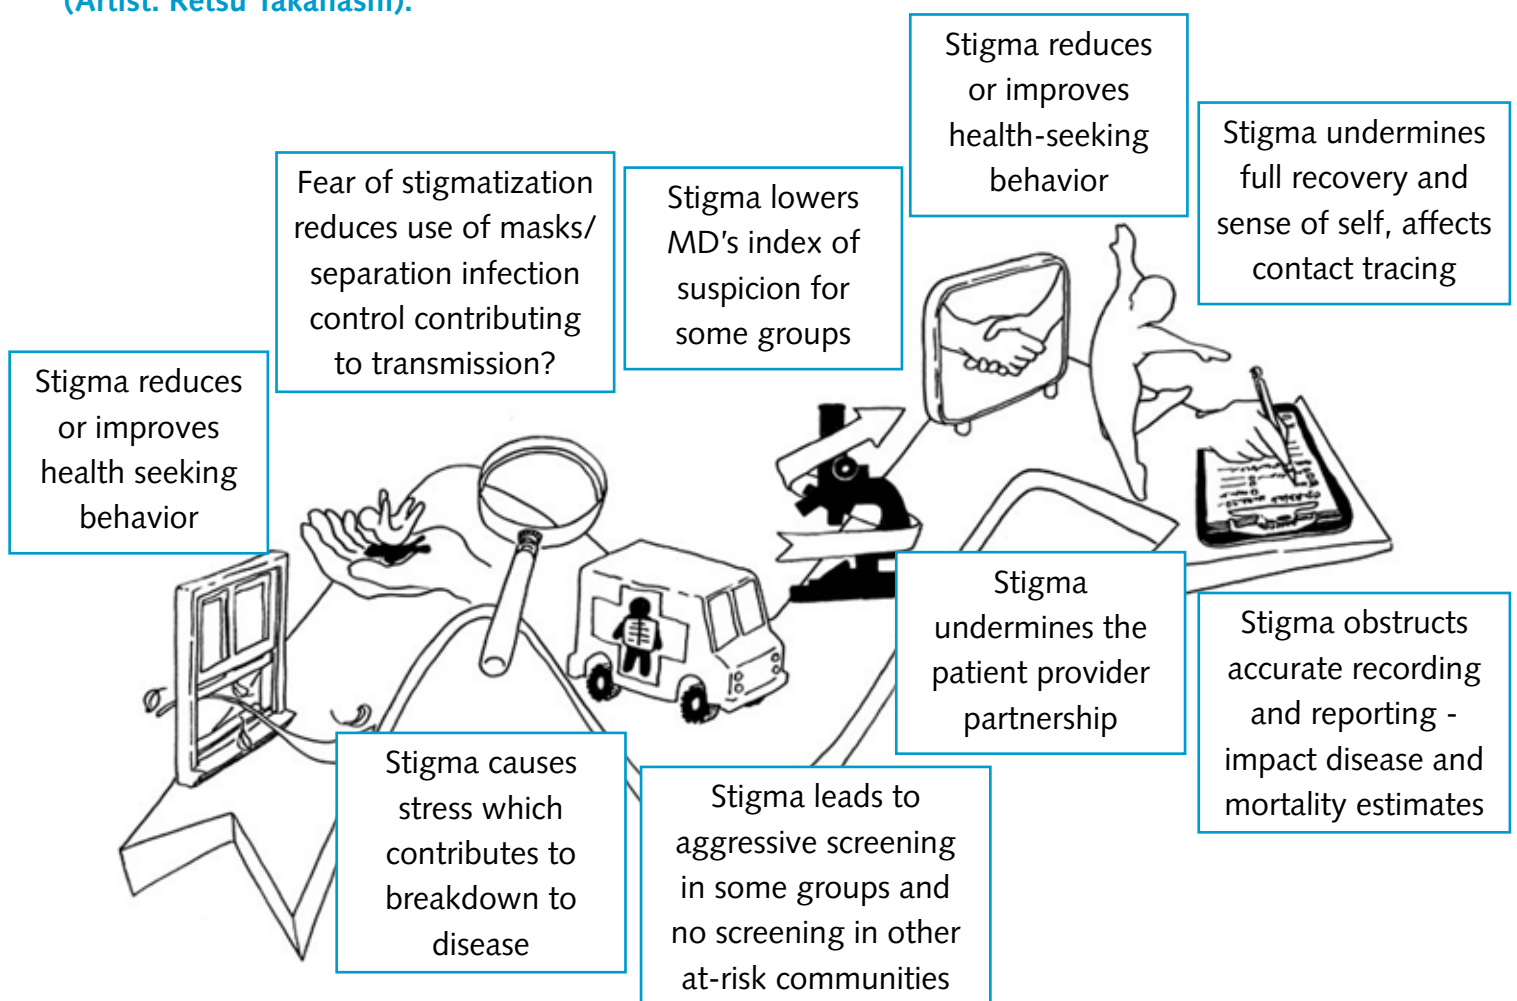 (Artist: Retsu Takahashi).
Stigma reduces
or improves
health-seeking
behavior
Stigma undermines
full recovery and
sense of self, affects
contact tracing
Fear of stigmatization
reduces use of masks/
separation infection
control contributing
to transmission?
Stigma lowers
MD's index of
suspicion for
some groups
Stigma reduces
or improves
health seeking
behavior
Stigma
undermines the
patient provider
partnership
Stigma obstructs
accurate recording
and reporting -
impact disease and
mortality estimates
Stigma causes
stress which
contributes to
breakdown to
disease
Stigma leads to
aggressive screening
in some groups and
no screening in other
at-risk communities